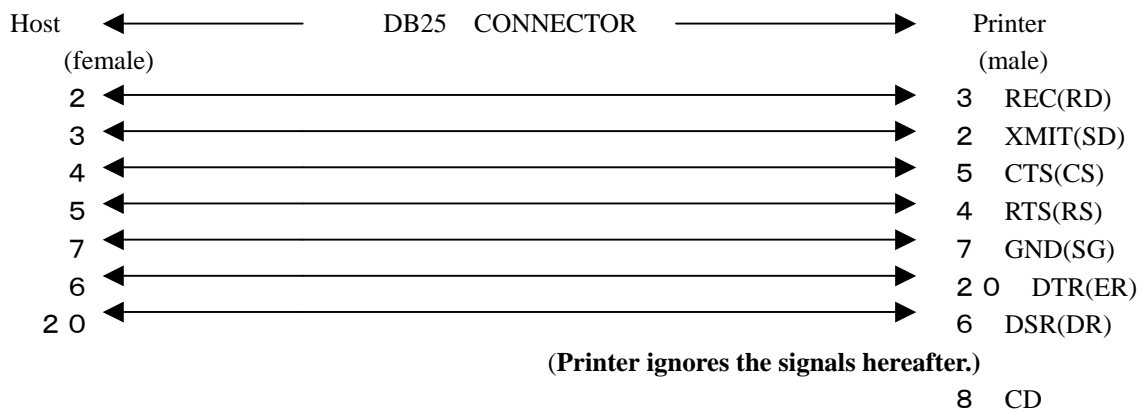 Host DB25 CONNECTOR Printer
(female) (male)
２ ３ REC(RD)
３ ２ XMIT(SD)
４ ５ CTS(CS)
５ ４ RTS(RS)
７ ７ GND(SG)
６ ２０ DTR(ER)
２０ ６ DSR(DR)
(Printer ignores the signals hereafter.)
８ CD